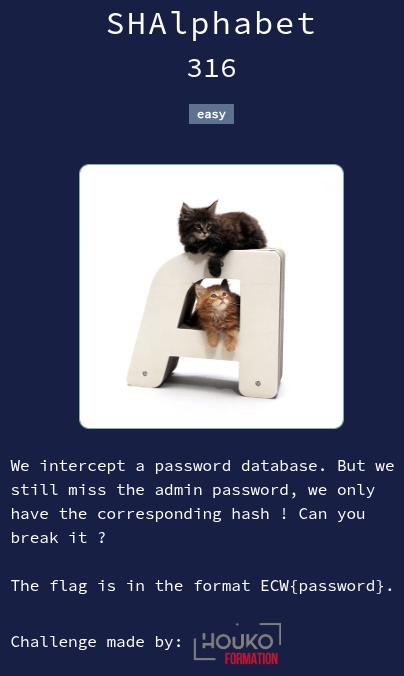 SHAlphabet
316
easy
We intercept a password database. But we
still miss the admin password, we only
have the corresponding hash ! Can you
break it ?
The flag is in the format ECW{password}.
Challenge made by: HOUKO
FORMATION